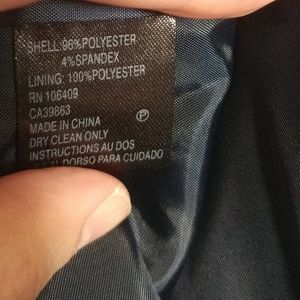 SHELL: 96%POLYESTER
4%SPANDEX
LINING: 100%POLYESTER
RN 106409
CA39863
MADE IN CHINA
DRY CLEAN ONLY
INSTRUCTIONS AU DOS
DORSO PARA CUIDADO
P